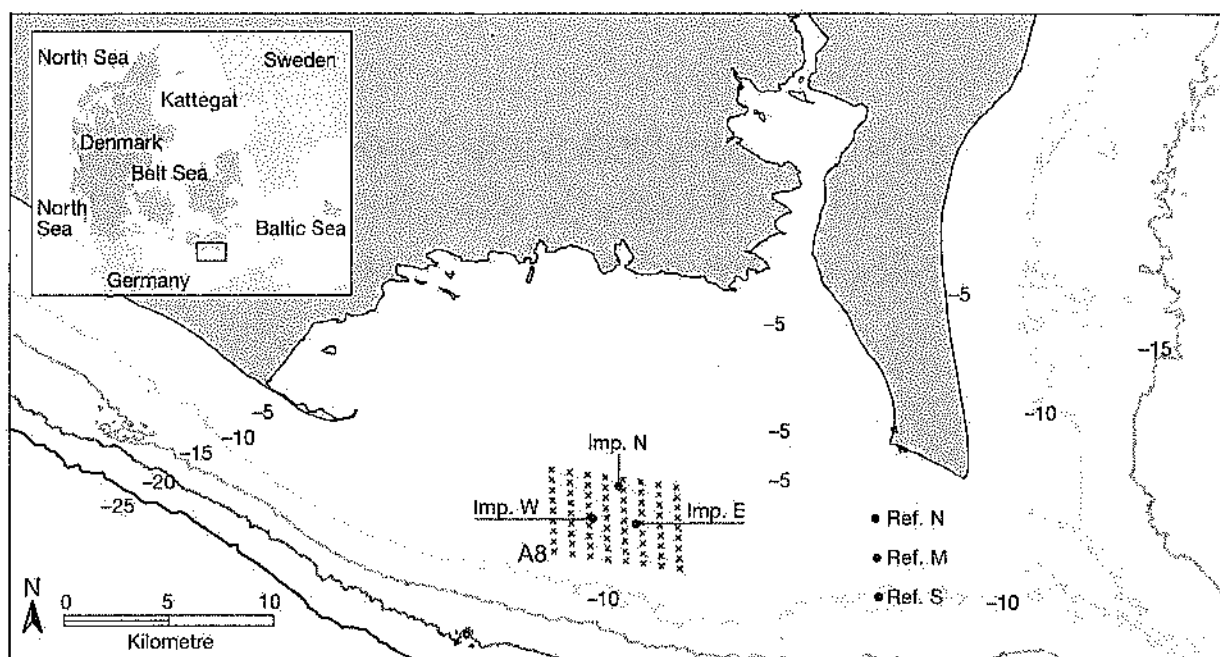 North Sea
Sweden
Kattegat
Denmark
Belt Sea
North
Sea
Baltic Sea
Germany
-5
-5
-15
-5
-10
-10
-5
-15
-5
-20
-25
Imp. N
Imp. W
Imp. E
A8
Ref. N
Ref. M
Ref. S
-10
-10
N
0 5 10
Kilometre